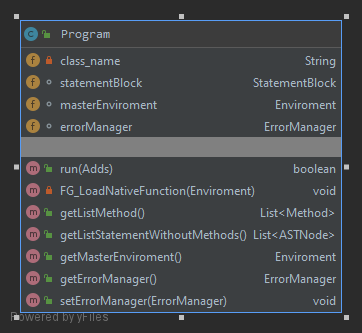 Program
class_name String
statementBlock StatementBlock
masterEnviroment Enviroment
errorManager ErrorManager
run(Adds) boolean
FG_LoadNativeFunction(Enviroment) void
getListMethod() List<Method>
getListStatementWithoutMethods() List<ASTNode>
getMasterEnviroment() Enviroment
getErrorManager() ErrorManager
setErrorManager(ErrorManager) void
Powered by yFiles